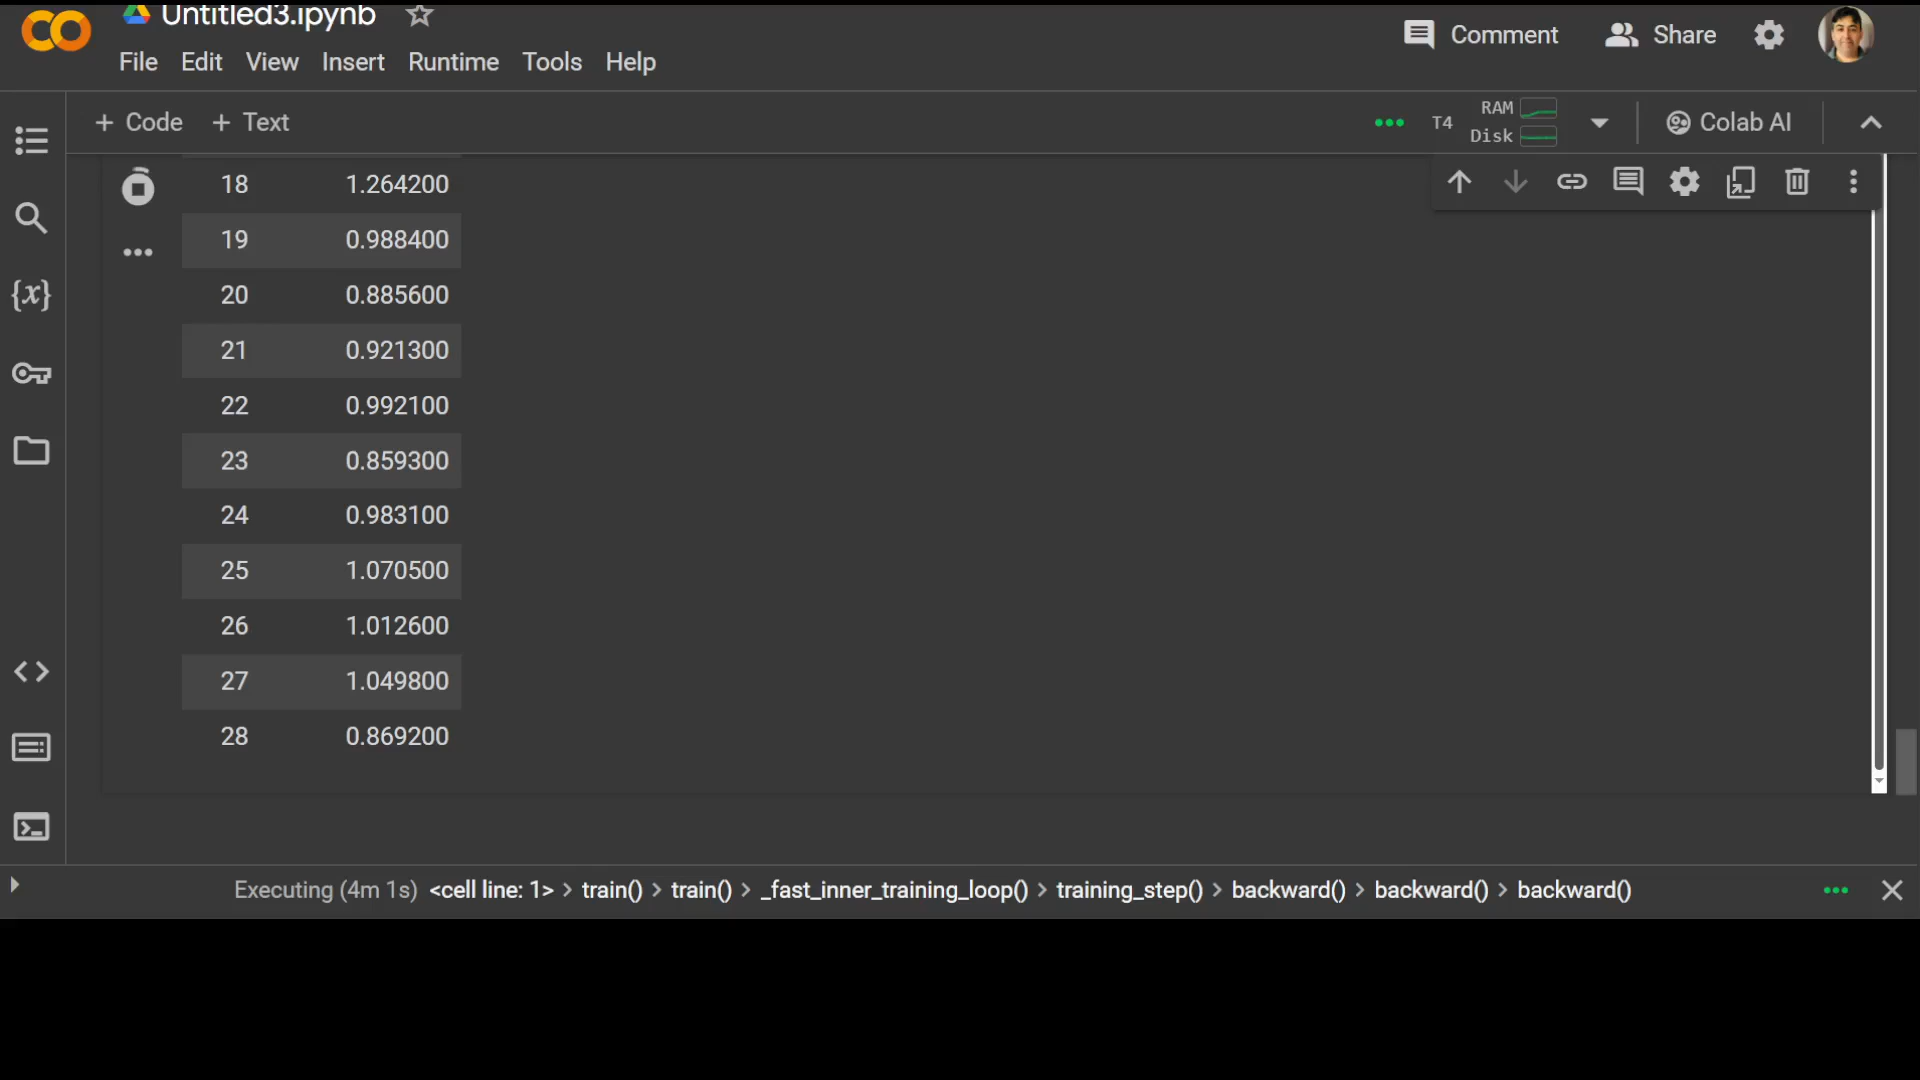 Untitled3.ipynb
File Edit View Insert Runtime Tools Help
Comment Share
+ Code + Text
T4 RAM Disk Colab AI
18 1.264200
19 0.988400
20 0.885600
21 0.921300
22 0.992100
23 0.859300
24 0.983100
25 1.070500
26 1.012600
27 1.049800
28 0.869200
Executing (4m 1s) <cell line: 1> > train() > train() > _fast_inner_training_loop() > training_step() > backward() > backward() > backward()